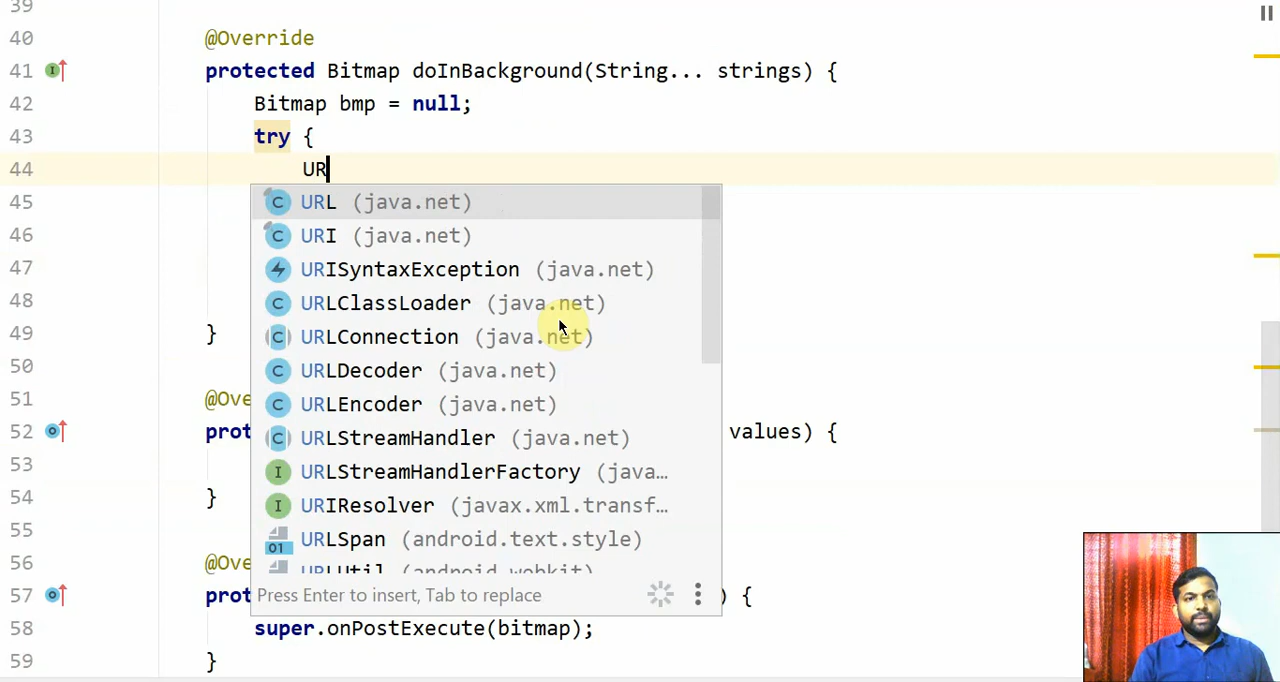 39
40 @Override
41 protected Bitmap doInBackground(String... strings) {
42 Bitmap bmp = null;
43 try {
44 UR
45 URL (java.net)
46 URI (java.net)
47 URISyntaxException (java.net)
48 URLClassLoader (java.net)
49 } URLConnection (java.net)
50 URLDecoder (java.net)
51 @Ove URLEncoder (java.net)
52 prot URLStreamHandler (java.net) values) {
53 URLStreamHandlerFactory (java...
54 } URIResolver (javax.xml.transf...
55 URLSpan (android.text.style)
56 @Ove URLUtil (android.webkit)
57 prot Press Enter to insert, Tab to replace ) {
58 super.onPostExecute(bitmap);
59 }